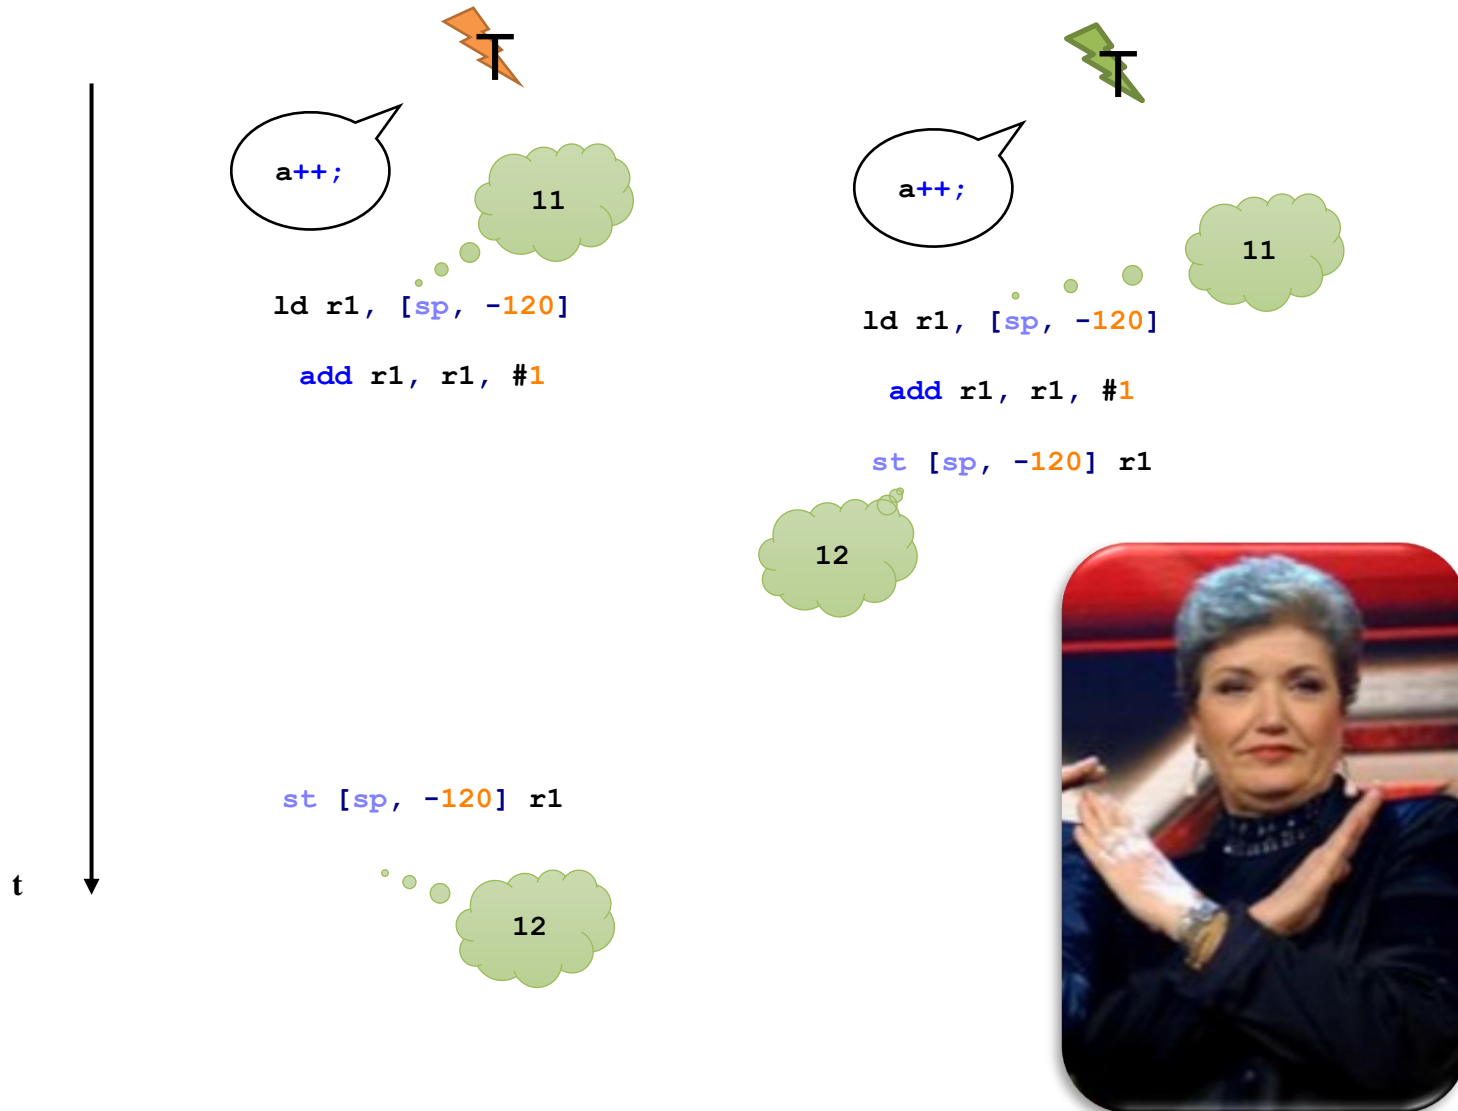 T
T
a++;
a++;
11
11
ld r1, [sp, -120]
ld r1, [sp, -120]
add r1, r1, #1
add r1, r1, #1
st [sp, -120] r1
12
st [sp, -120] r1
t
12